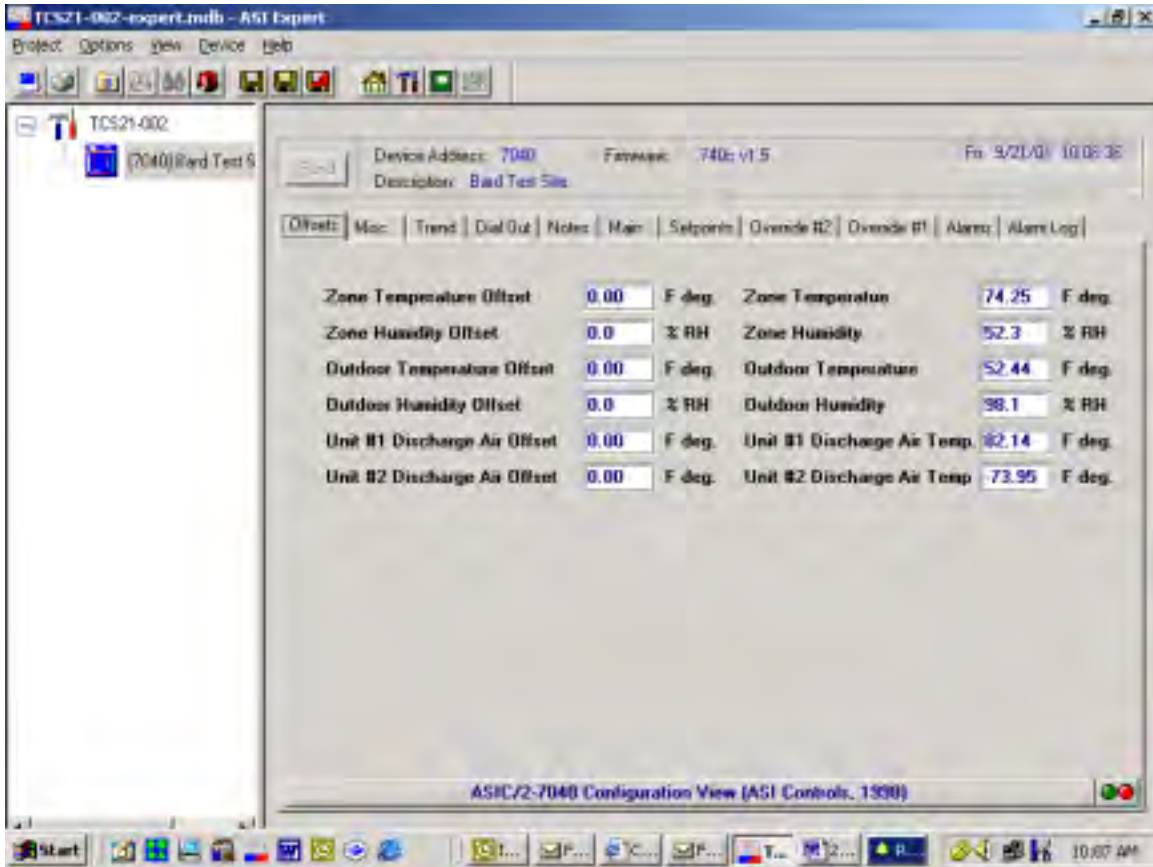 TCS21-002-expert.mdb - ASI Expert
Project Options View Device Help
TCS21-002
(7040) Bard Test S
Send
Device Address: 7040 Firmware: 740c v1.5
Description: Bard Test Site
Fri 9/21/01
Offsets Misc Trend Dial Out Notes Main Setpoints Override #2 Override #1 Alarms Alarm Log
Zone Temperature Offset 0.00 F deg. Zone Temperature 74.25 F deg.
Zone Humidity Offset 0.0 % RH Zone Humidity 52.3 % RH
Outdoor Temperature Offset 0.00 F deg. Outdoor Temperature 52.44 F deg.
Outdoor Humidity Offset 0.0 % RH Outdoor Humidity 98.1 % RH
Unit #1 Discharge Air Offset 0.00 F deg. Unit #1 Discharge Air Temp. 82.14 F deg.
Unit #2 Discharge Air Offset 0.00 F deg. Unit #2 Discharge Air Temp -73.95 F deg.
ASIC/2-7040 Configuration View (ASI Controls, 1998)
Start T... 2... 10:07 AM